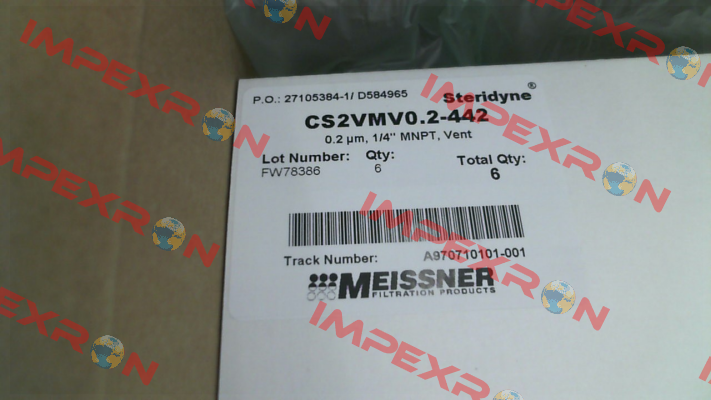 P.O.: 27105384-1/ D584965 Steridyne®
CS2VMV0.2-442
0.2 µm, 1/4" MNPT, Vent
Lot Number: Qty: Total Qty:
FW78386 6 6
Track Number: A970710101-001
MEISSNER
FILTRATION PRODUCTS
IMPEXRON
IMPEXRON
IMPEXRON
IMPEXRON
IMPEXRON
IMPEXRON